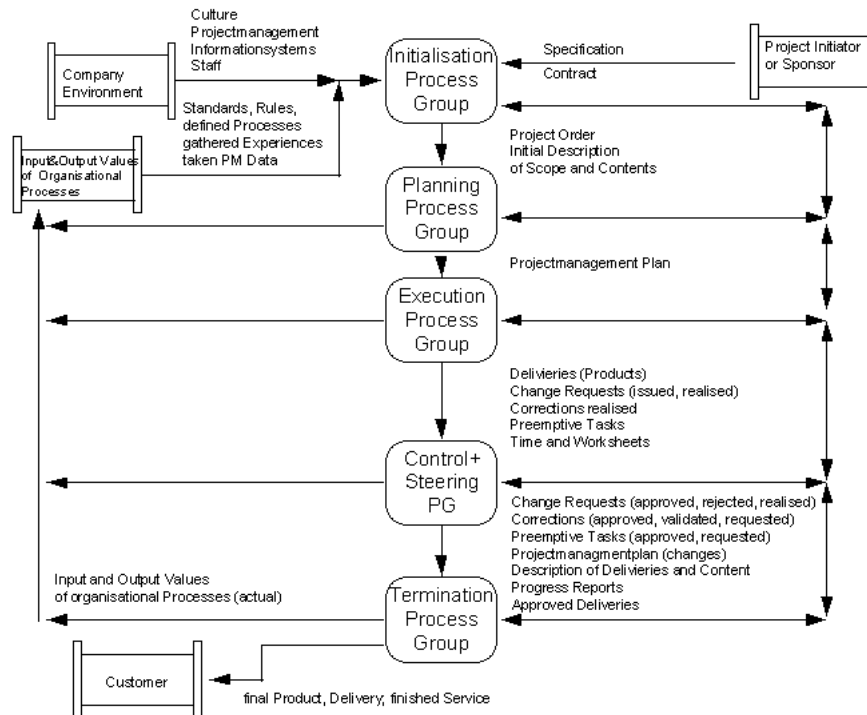 Culture
Projectmanagement
Informationsystems
Staff
Company
Environment
Initialisation
Process
Group
Specification
Contract
Project Initiator
or Sponsor
Standards, Rules,
defined Processes
gathered Experiences
taken PM Data
Input&Output Values
of Organisational
Processes
Project Order
Initial Description
of Scope and Contents
Planning
Process
Group
Projectmanagement Plan
Execution
Process
Group
Delivieries (Products)
Change Requests (issued, realised)
Corrections realised
Preemptive Tasks
Time and Worksheets
Control+
Steering
PG
Change Requests (approved, rejected, realised)
Corrections (approved, validated, requested)
Preemptive Tasks (approved, requested)
Projectmanagmentplan (changes)
Description of Delivieries and Content
Progress Reports
Approved Deliveries
Input and Output Values
of organisational Processes (actual)
Termination
Process
Group
Customer
final Product, Delivery, finished Service